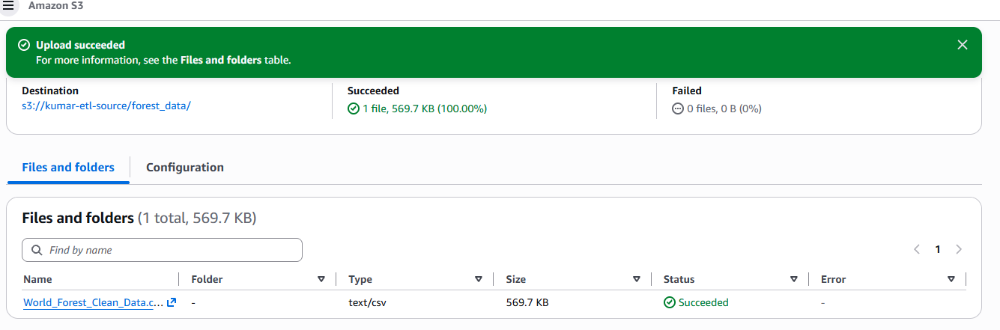 Amazon S3
Upload succeeded
For more information, see the Files and folders table.
Destination
s3://kumar-etl-source/forest_data/
Succeeded
1 file, 569.7 KB (100.00%)
Failed
0 files, 0 B (0%)
Files and folders
Configuration
Files and folders (1 total, 569.7 KB)
Find by name
1
Name Folder Type Size Status Error
World_Forest_Clean_Data.c... - text/csv 569.7 KB Succeeded -